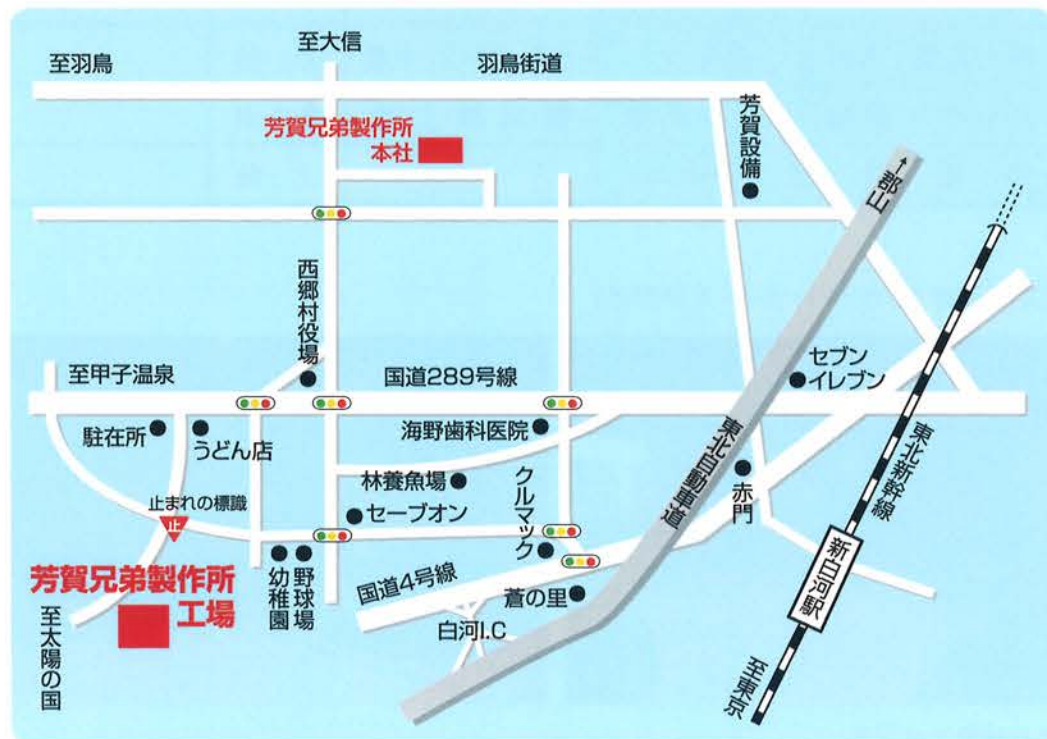 至大信
至羽鳥
羽鳥街道
芳賀兄弟製作所
本社
芳賀設備
↑郡山
西郷村役場
至甲子温泉
国道289号線
セブン
イレブン
駐在所
うどん店
海野歯科医院
東北自動車道
東北新幹線
林養魚場
クルマック
赤門
止まれの標識
止
セーブオン
新白河駅
芳賀兄弟製作所
工場
幼稚園
野球場
国道4号線
蒼の里
白河I.C
至太陽の国
至東京